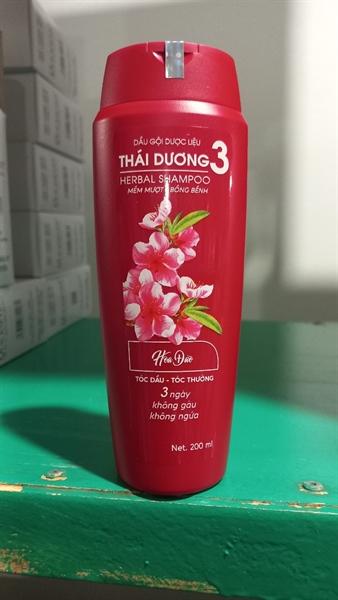 DẦU GỘI DƯỢC LIỆU
THÁI DƯƠNG 3
HERBAL SHAMPOO
MỀM MƯỢT BỒNG BỀNH
Hoa Đào
TÓC DẦU - TÓC THƯỜNG
3 ngày
không gàu
không ngứa
Net. 200 ml